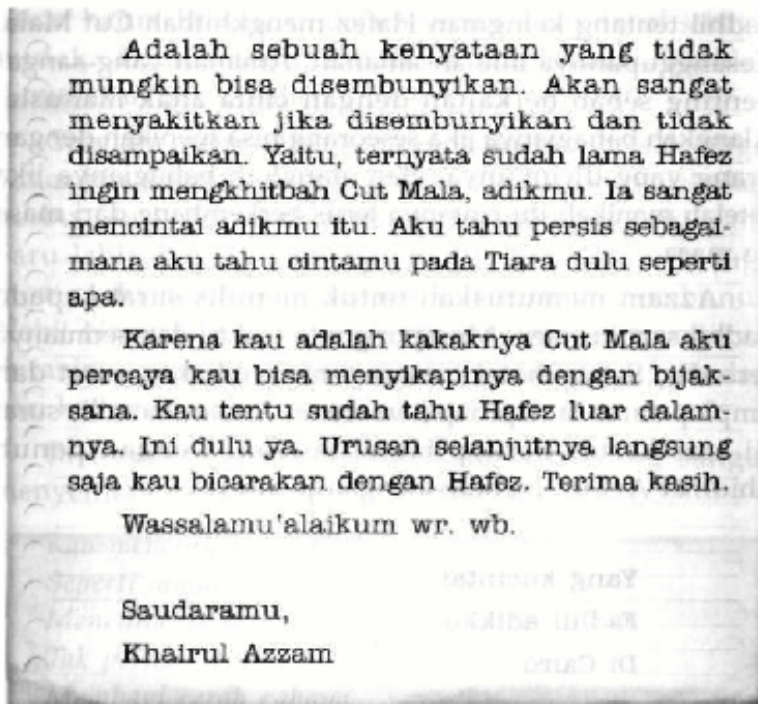 Adalah sebuah kenyataan yang tidak
mungkin bisa disembunyikan. Akan sangat
menyakitkan jika disembunyikan dan tidak
disampaikan. Yaitu, ternyata sudah lama Hafez
ingin mengkhitbah Cut Mala, adikmu. Ia sangat
mencintai adikmu itu. Aku tahu persis sebagai-
mana aku tahu cintamu pada Tiara dulu seperti
apa.
Karena kau adalah kakaknya Cut Mala aku
percaya kau bisa menyikapinya dengan bijak-
sana. Kau tentu sudah tahu Hafez luar dalam-
nya. Ini dulu ya. Urusan selanjutnya langsung
saja kau bicarakan dengan Hafez. Terima kasih.
Wassalamu'alaikum wr. wb.
Saudaramu,
Khairul Azzam